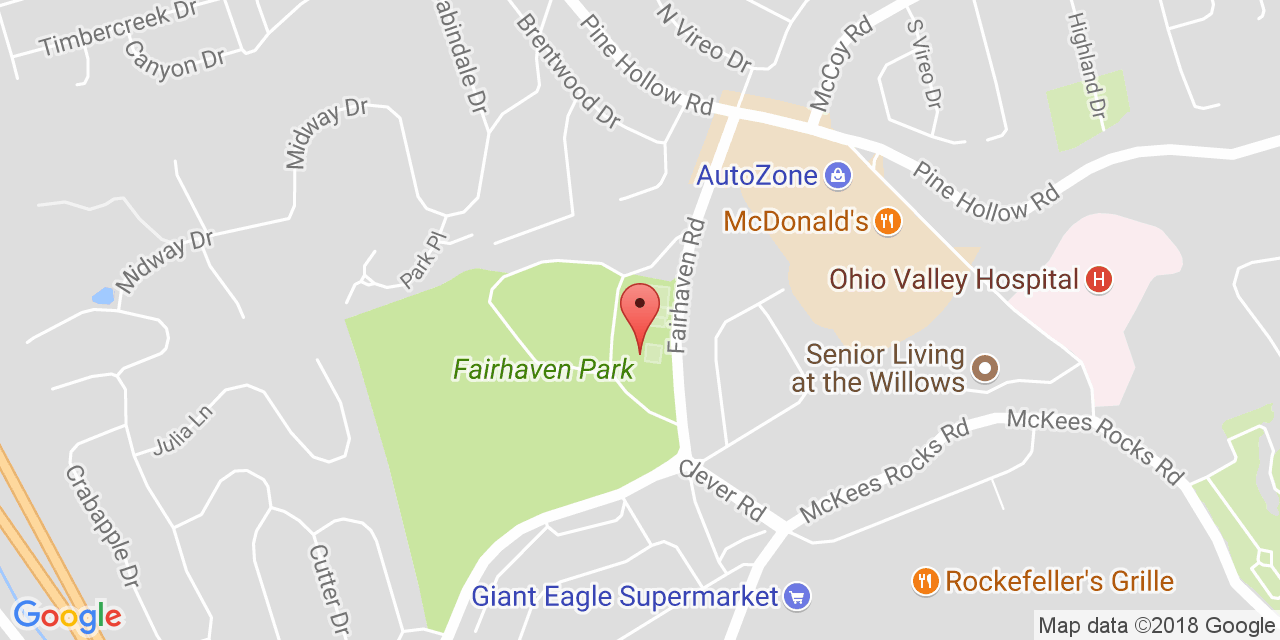 Timbercreek Dr
Canyon Dr
abindale Dr
Brentwood Dr
Pine Hollow Rd
N Vireo Dr
McCoy Rd
S Vireo Dr
Highland Dr
Midway Dr
AutoZone
McDonald's
Pine Hollow Rd
Midway Dr
Park Pl
Fairhaven Rd
Ohio Valley Hospital
H
Fairhaven Park
Senior Living
at the Willows
Julia Ln
McKees Rocks Rd
McKees Rocks Rd
Clever Rd
Crabapple Dr
Cutter Dr
Giant Eagle Supermarket
Rockefeller's Grille
Google
Map data ©2018 Google